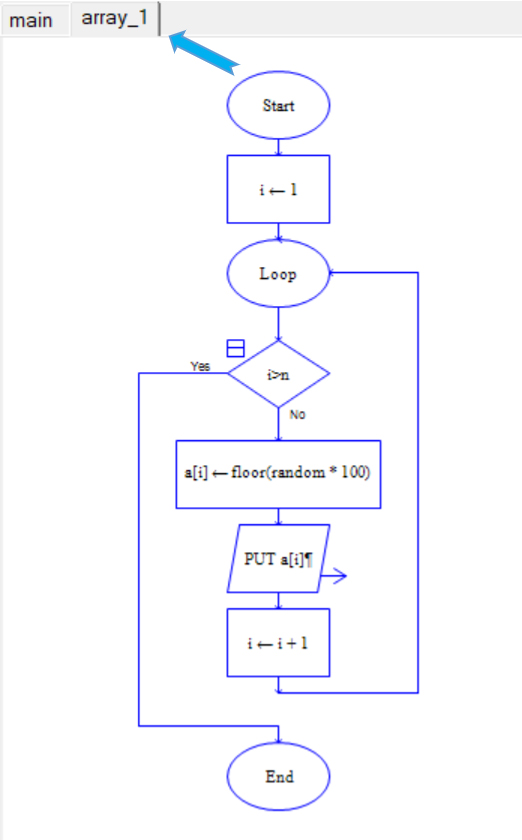 main array_1
Start
i ← 1
Loop
Yes
i>n
No
a[i] ← floor(random * 100)
PUT a[i]¶
i ← i + 1
End